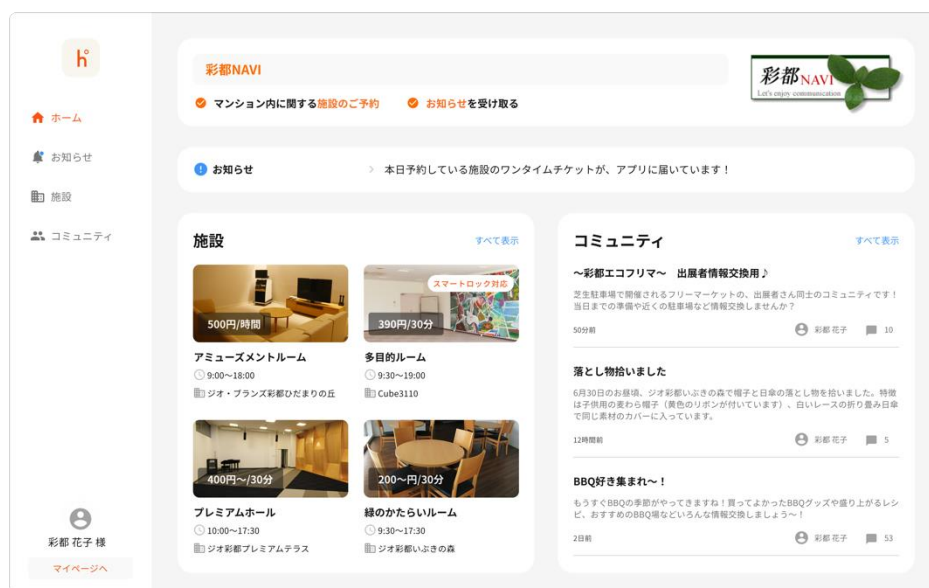 h°
ホーム
お知らせ
施設
コミュニティ
彩都 花子 様
マイページへ
彩都NAVI
マンション内に関する施設のご予約
お知らせを受け取る
彩都NAVI
Let's enjoy communication
お知らせ
本日予約している施設のワンタイムチケットが、アプリに届いています！
施設
すべて表示
500円/時間
アミューズメントルーム
9:00〜18:00
ジオ・ブランズ彩都ひだまりの丘
スマートロック対応
390円/30分
多目的ルーム
9:30〜19:00
Cube3110
400円〜/30分
プレミアムホール
10:00〜17:30
ジオ彩都プレミアムテラス
200〜円/30分
緑のかたらいルーム
9:30〜17:30
ジオ彩都いぶきの森
コミュニティ
すべて表示
〜彩都エコフリマ〜　出展者情報交換用♪
芝生駐車場で開催されるフリーマーケットの、出展者さん同士のコミュニティです！
当日までの準備や近くの駐車場など情報交換しませんか？
50分前
彩都 花子
10
落とし物拾いました
6月30日のお昼頃、ジオ彩都いぶきの森で帽子と日傘の落とし物を拾いました。特徴
は子供用の麦わら帽子（黄色のリボンが付いています）、白いレースの折り畳み日傘
で同じ素材のカバーに入っています。
12時間前
彩都 花子
5
BBQ好き集まれ〜！
もうすぐBBQの季節がやってきますね！買ってよかったBBQグッズや盛り上がるレシ
ピ、おすすめのBBQ場などいろんな情報交換しましょう〜！
2日前
彩都 花子
53